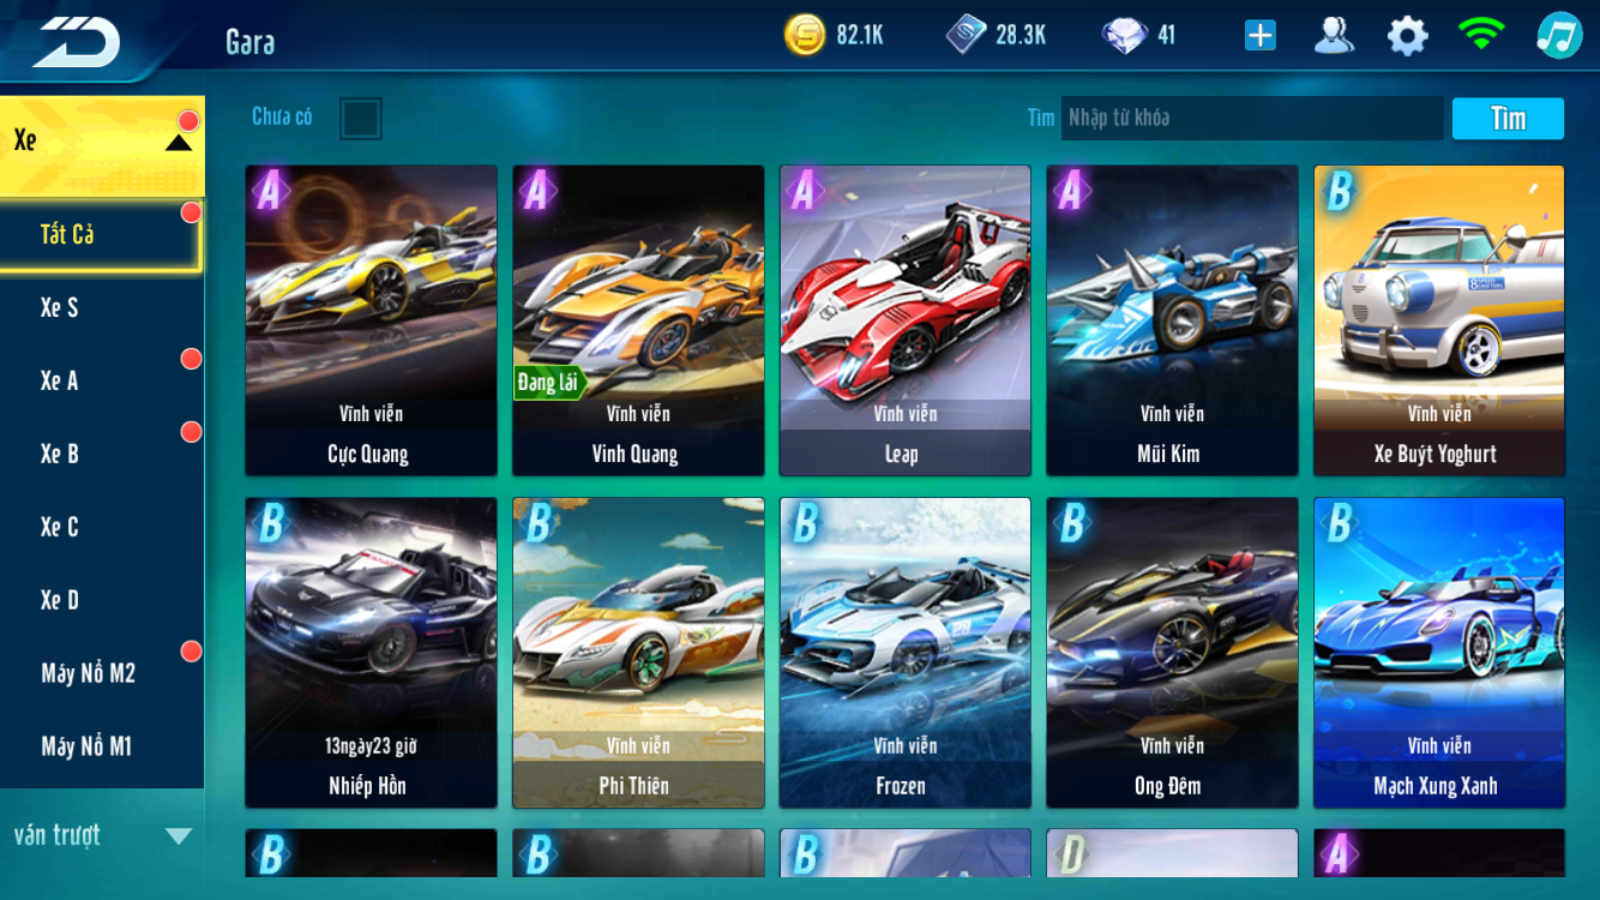 Gara
82.1K
28.3K
41
Xe
Tất Cả
Xe S
Xe A
Xe B
Xe C
Xe D
Máy Nổ M2
Máy Nổ M1
ván trượt
Chưa có
Tìm
Nhập từ khóa
Tìm
A
Vĩnh viễn
Cực Quang
A
Đang lái
Vĩnh viễn
Vinh Quang
A
Vĩnh viễn
Leap
A
Vĩnh viễn
Mũi Kim
B
Vĩnh viễn
Xe Buýt Yoghurt
B
13ngày23 giờ
Nhiếp Hồn
B
Vĩnh viễn
Phi Thiên
B
28
Vĩnh viễn
Frozen
B
Vĩnh viễn
Ong Đêm
B
Vĩnh viễn
Mạch Xung Xanh
B
B
B
D
A